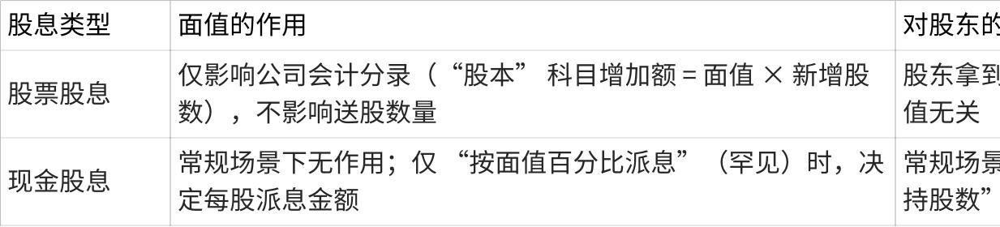 股息类型
面值的作用
对股东的
股票股息
仅影响公司会计分录（“股本” 科目增加额 = 面值 × 新增股
数），不影响送股数量
股东拿到
值无关
现金股息
常规场景下无作用；仅 “按面值百分比派息” （罕见）时，决
定每股派息金额
常规场景
持股数”